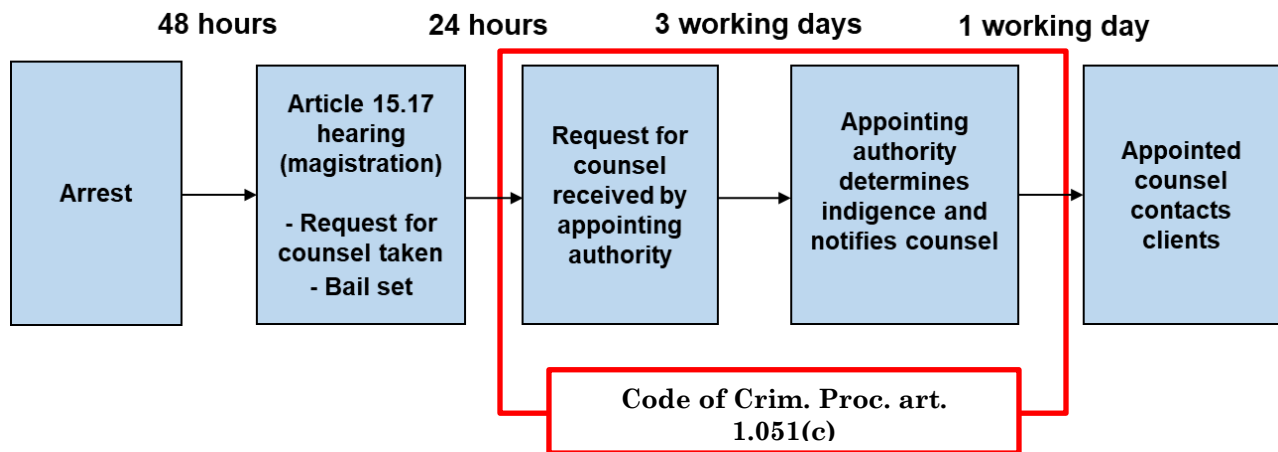 48 hours
24 hours
3 working days
1 working day
Arrest
Article 15.17
hearing
(magistration)
- Request for
counsel taken
- Bail set
Request for
counsel
received by
appointing
authority
Appointing
authority
determines
indigence and
notifies counsel
Appointed
counsel
contacts
clients
Code of Crim. Proc. art.
1.051(c)